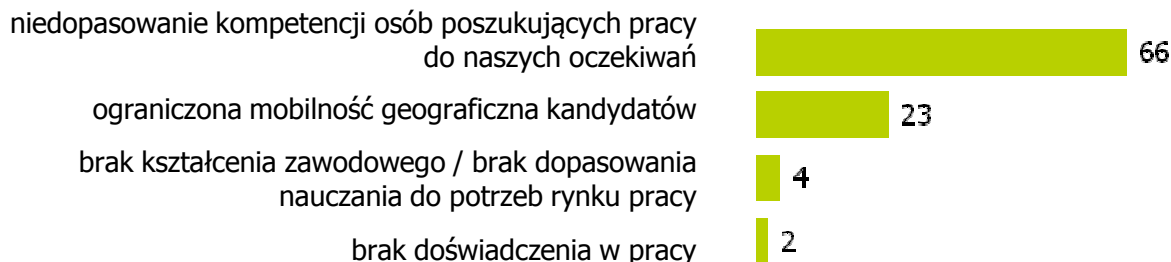 niedopasowanie kompetencji osób poszukujących pracy
do naszych oczekiwań
66
ograniczona mobilność geograficzna kandydatów
23
brak kształcenia zawodowego / brak dopasowania
nauczania do potrzeb rynku pracy
4
brak doświadczenia w pracy
2